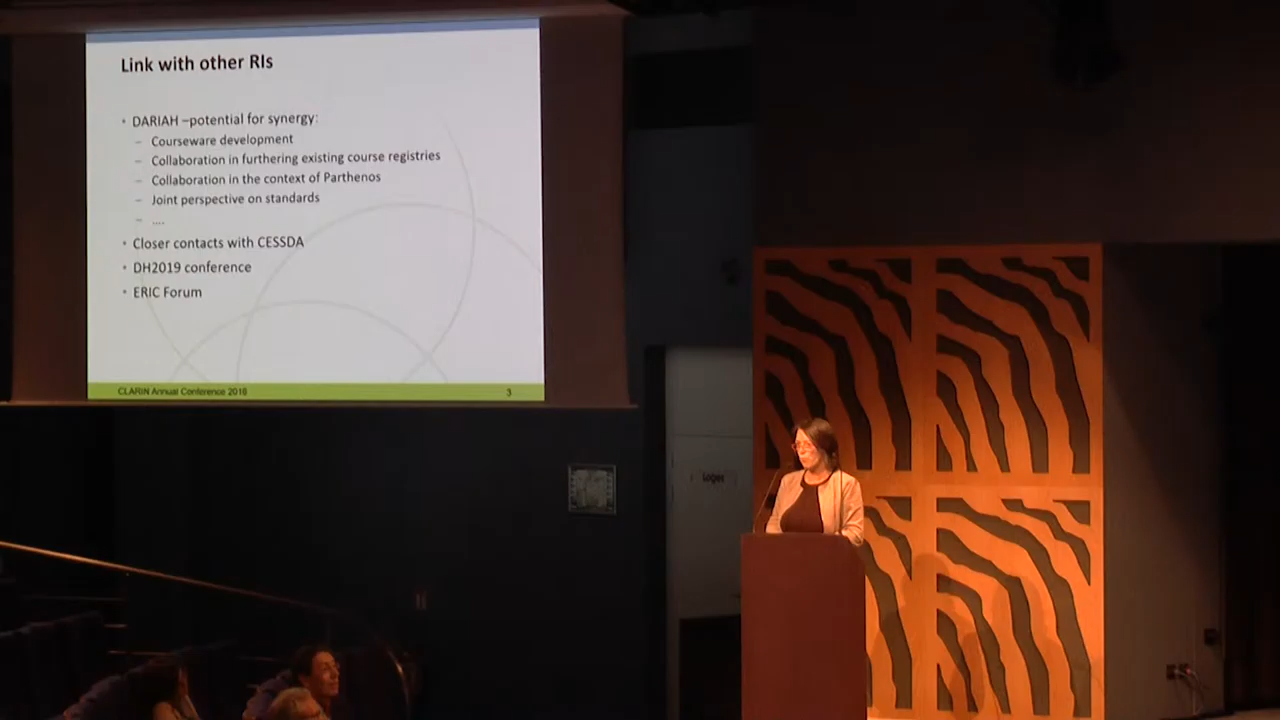 Link with other RIs
• DARIAH –potential for synergy:
– Courseware development
– Collaboration in furthering existing course registries
– Collaboration in the context of Parthenos
– Joint perspective on standards
– ....
• Closer contacts with CESSDA
• DH2019 conference
• ERIC Forum
CLARIN Annual Conference 2018 3
Loges